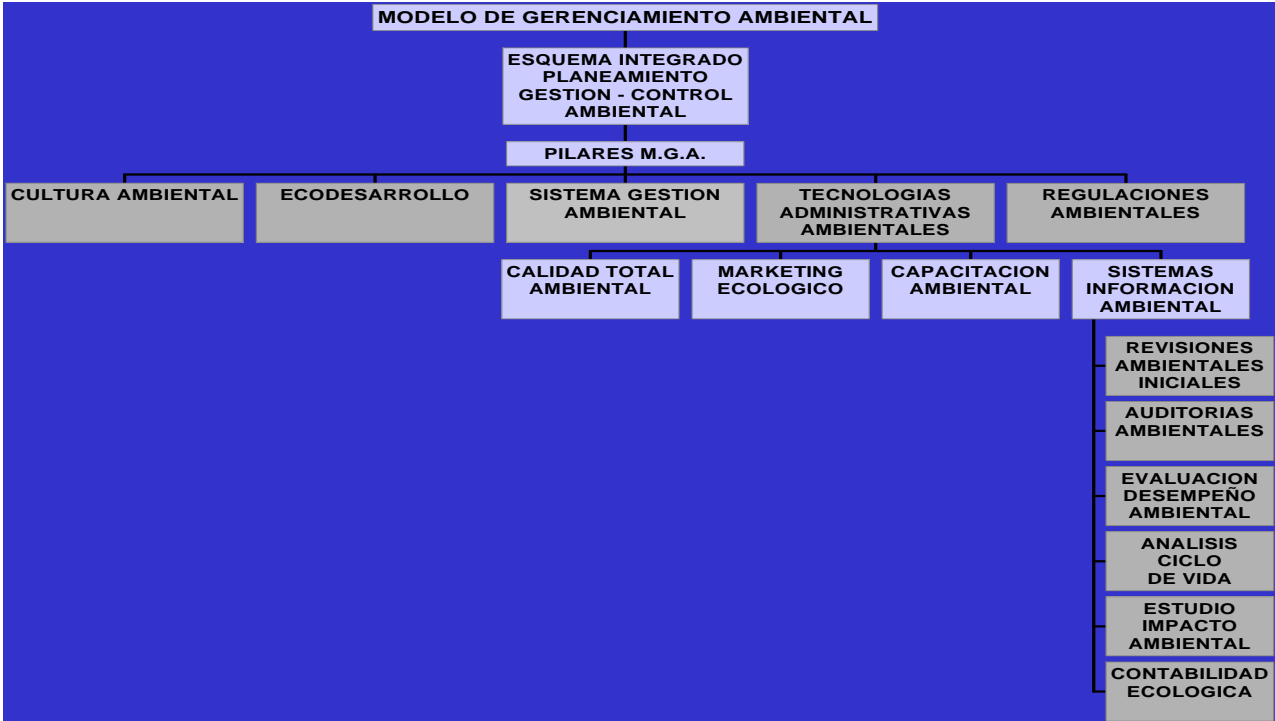 MODELO DE GERENCIAMIENTO AMBIENTAL
ESQUEMA INTEGRADO
PLANEAMIENTO
GESTION - CONTROL
AMBIENTAL
PILARES M.G.A.
CULTURA AMBIENTAL
ECODESARROLLO
SISTEMA GESTION
AMBIENTAL
TECNOLOGIAS
ADMINISTRATIVAS
AMBIENTALES
REGULACIONES
AMBIENTALES
CALIDAD TOTAL
AMBIENTAL
MARKETING
ECOLOGICO
CAPACITACION
AMBIENTAL
SISTEMAS
INFORMACION
AMBIENTAL
REVISIONES
AMBIENTALES
INICIALES
AUDITORIAS
AMBIENTALES
EVALUACION
DESEMPEÑO
AMBIENTAL
ANALISIS
CICLO
DE VIDA
ESTUDIO
IMPACTO
AMBIENTAL
CONTABILIDAD
ECOLOGICA